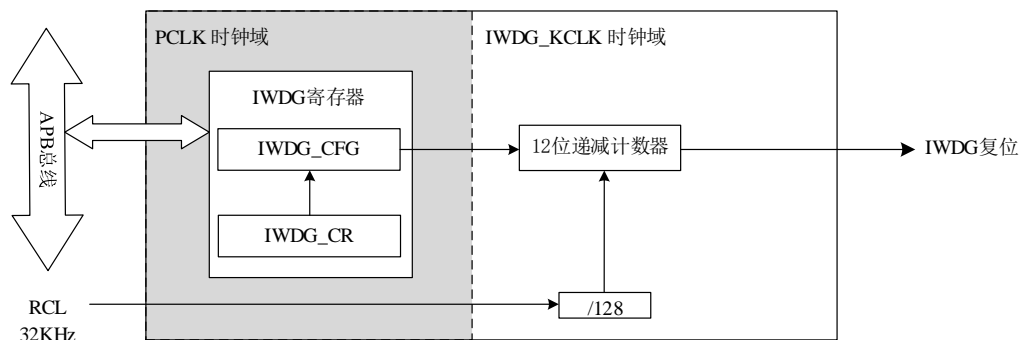 PCLK 时钟域
IWDG_KCLK 时钟域
IWDG寄存器
APB总线
IWDG_CFG
12位递减计数器
IWDG复位
IWDG_CR
RCL
32KHz
/128